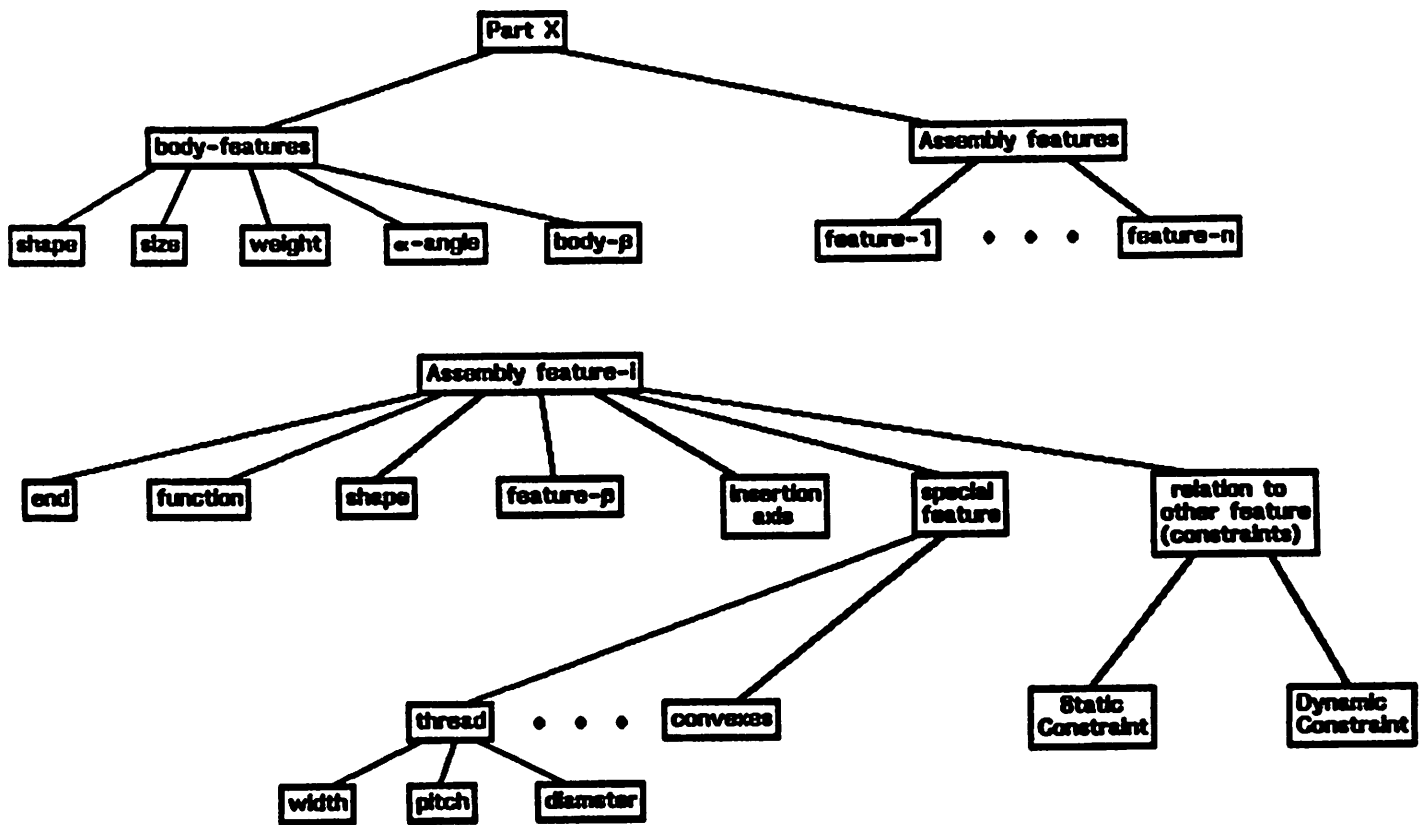 Part X
body-features
Assembly features
shape
size
weight
α-angle
body-β
feature-1
• • •
feature-n
Assembly feature-i
end
function
shape
feature-β
insertion
axis
special
feature
relation to
other feature
(constraints)
thread
• • •
convexes
Static
Constraint
Dynamic
Constraint
width
pitch
diameter